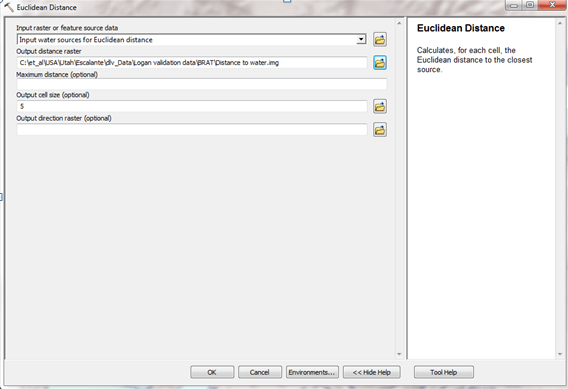 Euclidean Distance
Input raster or feature source data
Input water sources for Euclidean distance
Output distance raster
C:\et_al\USA\Utah\Escalante\dlv_Data\Logan validation data\BRAT\Distance to water.img
Maximum distance (optional)
Output cell size (optional)
5
Output direction raster (optional)
Euclidean Distance
Calculates, for each cell, the
Euclidean distance to the closest
source.
OK
Cancel
Environments...
<< Hide Help
Tool Help